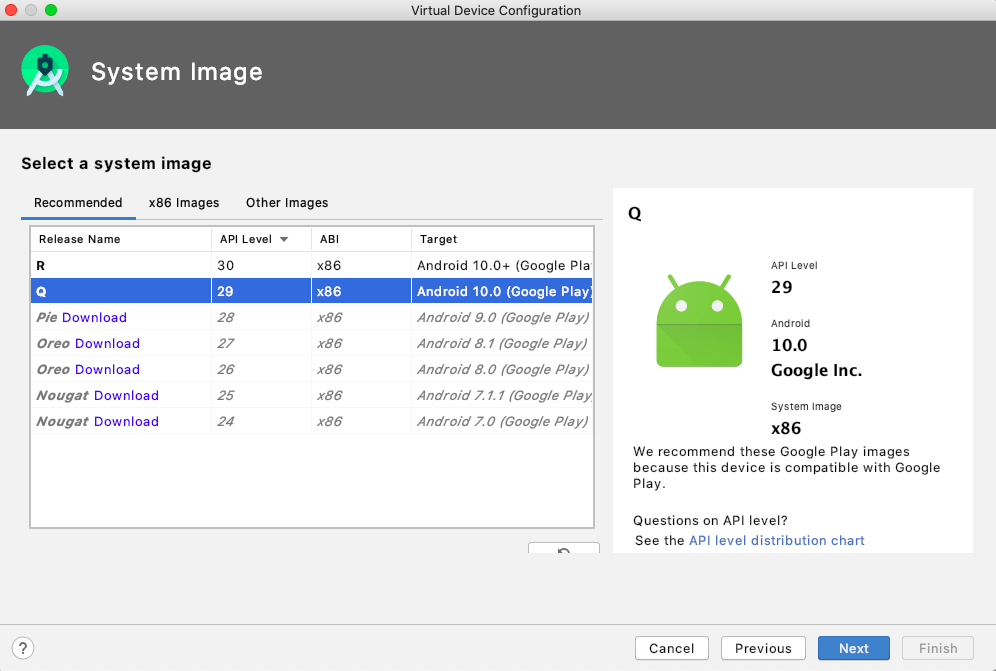 Virtual Device Configuration
System Image
Select a system image
Recommended x86 Images Other Images
Release Name API Level ABI Target
R 30 x86 Android 10.0+ (Google Pla
Q 29 x86 Android 10.0 (Google Play)
Pie Download 28 x86 Android 9.0 (Google Play)
Oreo Download 27 x86 Android 8.1 (Google Play)
Oreo Download 26 x86 Android 8.0 (Google Play)
Nougat Download 25 x86 Android 7.1.1 (Google Play
Nougat Download 24 x86 Android 7.0 (Google Play)
Q
API Level
29
Android
10.0
Google Inc.
System Image
x86
We recommend these Google Play images
because this device is compatible with Google
Play.
Questions on API level?
See the API level distribution chart
? Cancel Previous Next Finish